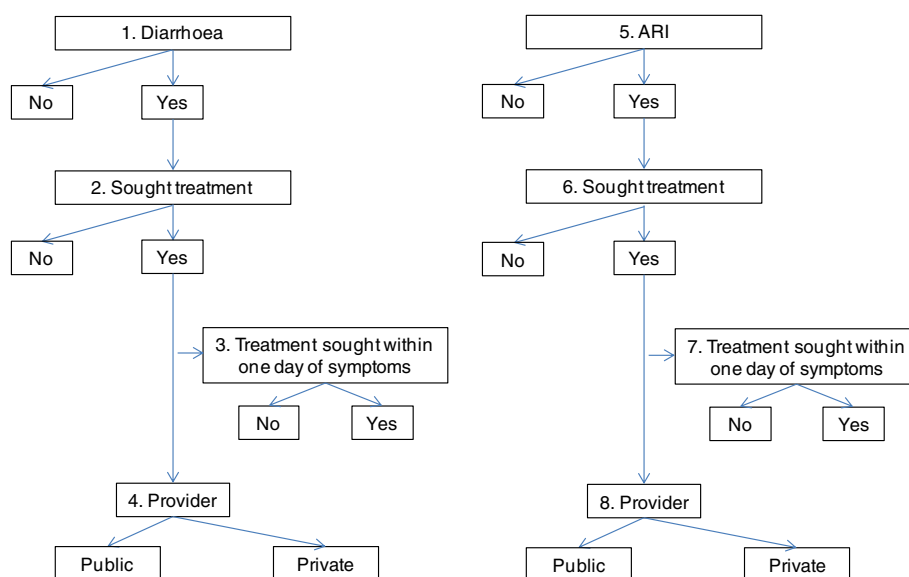 1. Diarrhoea
No
Yes
2. Sought treatment
No
Yes
3. Treatment sought within
one day of symptoms
No
Yes
4. Provider
Public
Private
5. ARI
No
Yes
6. Sought treatment
No
Yes
7. Treatment sought within
one day of symptoms
No
Yes
8. Provider
Public
Private